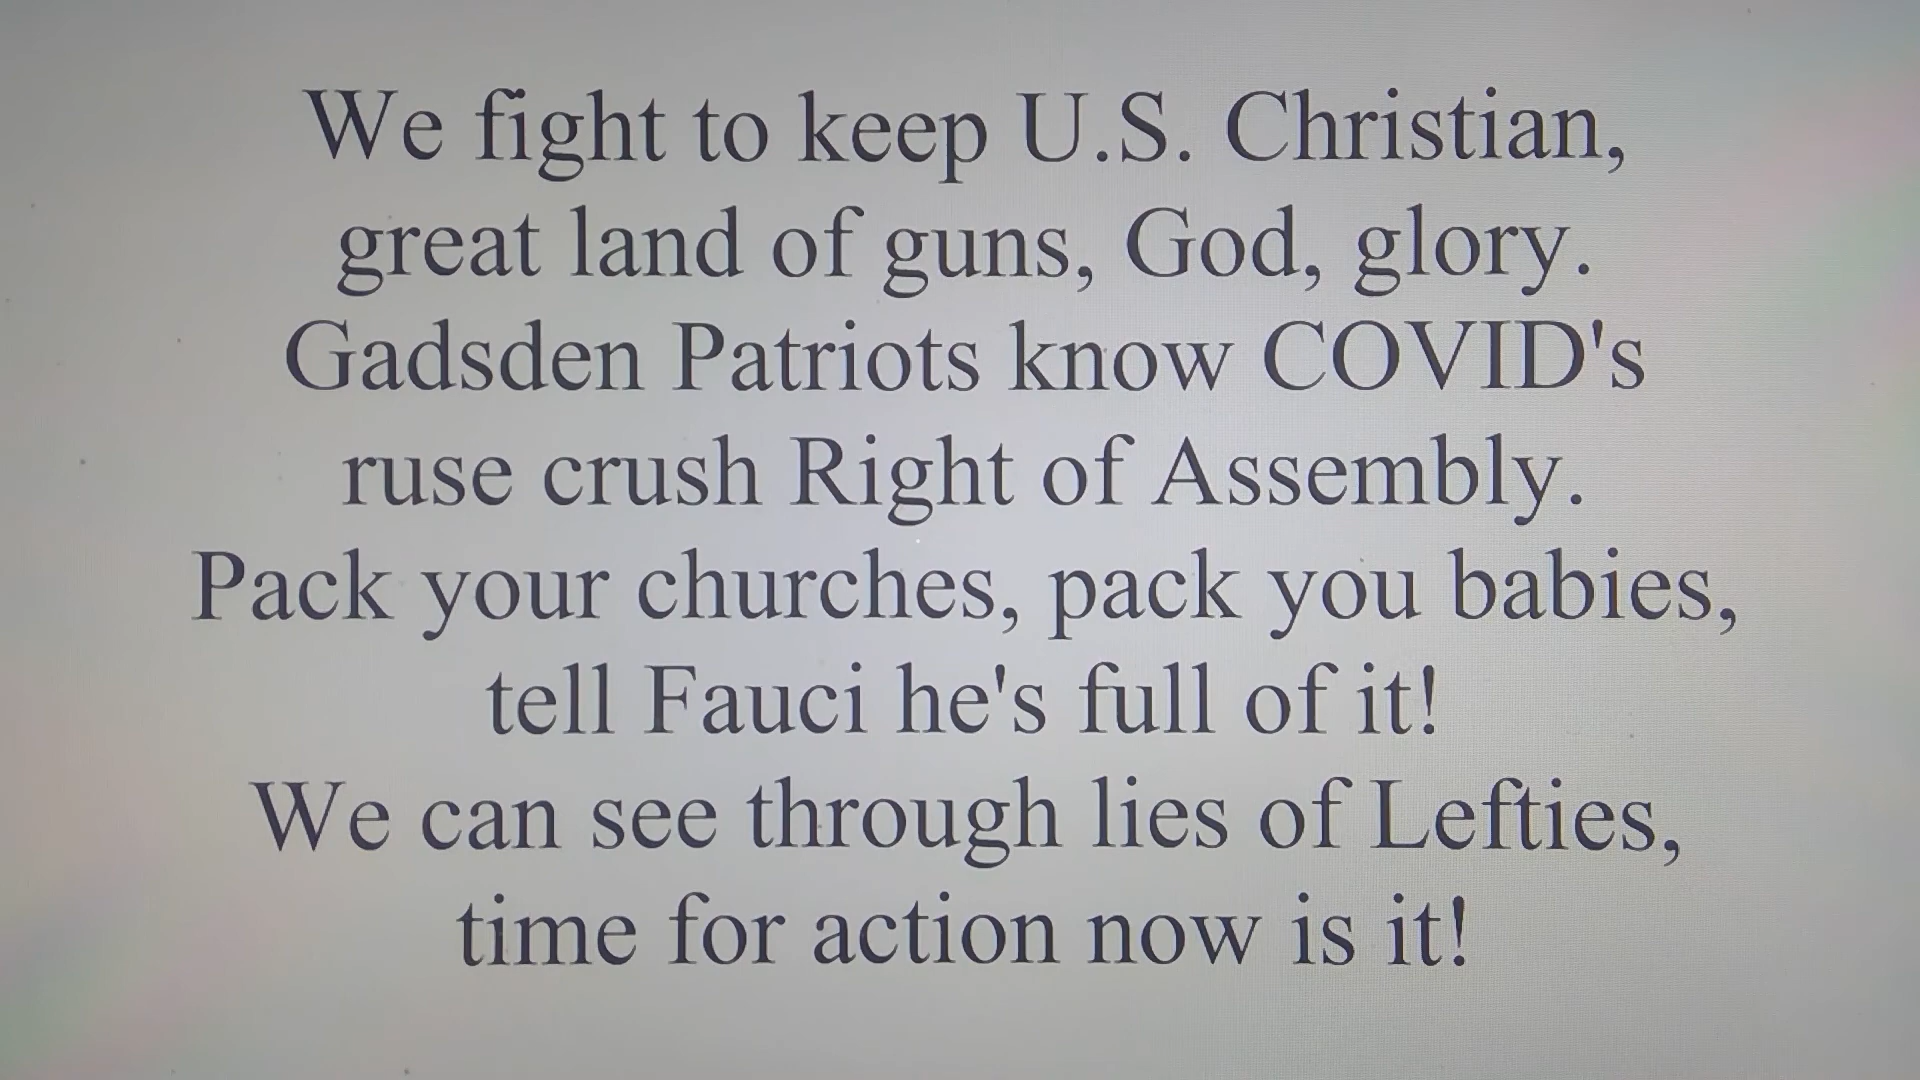 We fight to keep U.S. Christian,
great land of guns, God, glory.
Gadsden Patriots know COVID's
ruse crush Right of Assembly.
Pack your churches, pack you babies,
tell Fauci he's full of it!
We can see through lies of Lefties,
time for action now is it!